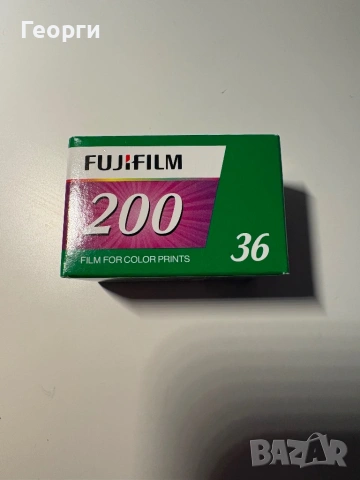 Георги
FUJIFILM
200
FILM FOR COLOR PRINTS
36
BAZAR